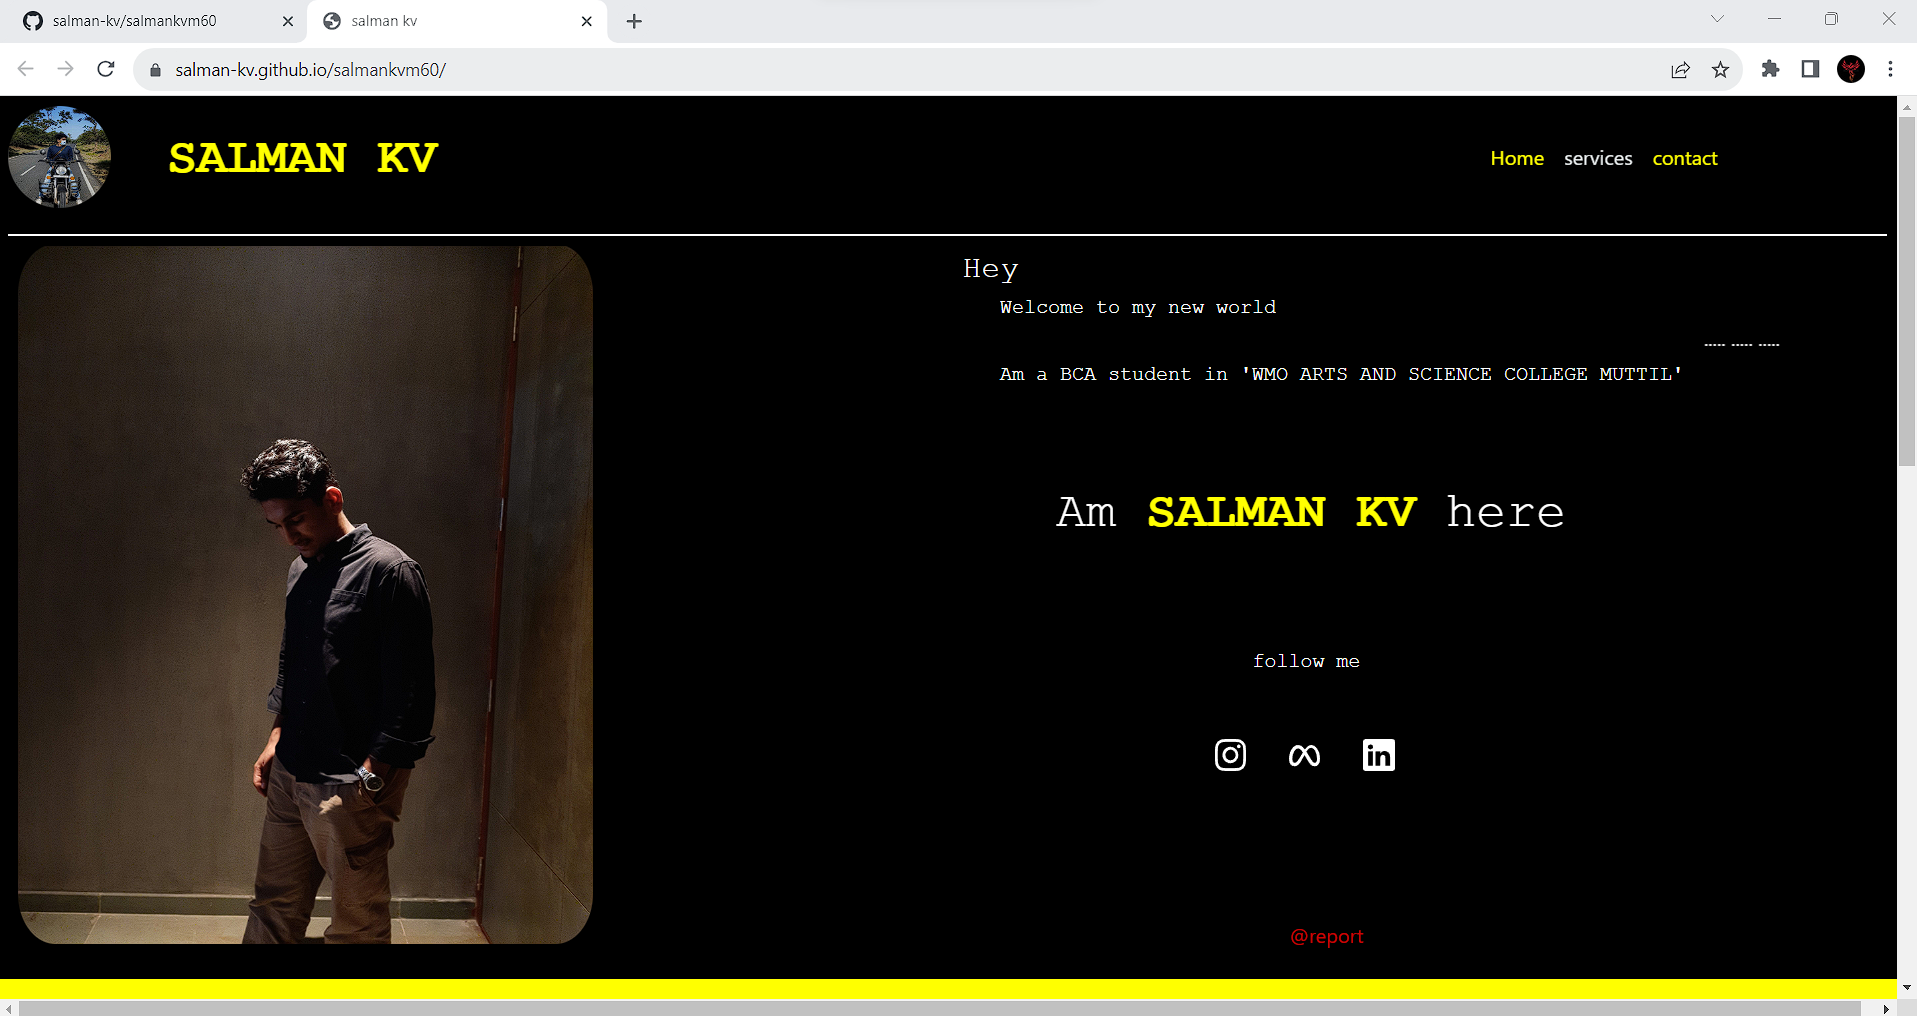 salman-kv/salmankvm60
salman kv
salman-kv.github.io/salmankvm60/
SALMAN KV
Home services contact
Hey
Welcome to my new world
----- ----- -----
Am a BCA student in 'WMO ARTS AND SCIENCE COLLEGE MUTTIL'
Am SALMAN KV here
follow me
in
@report